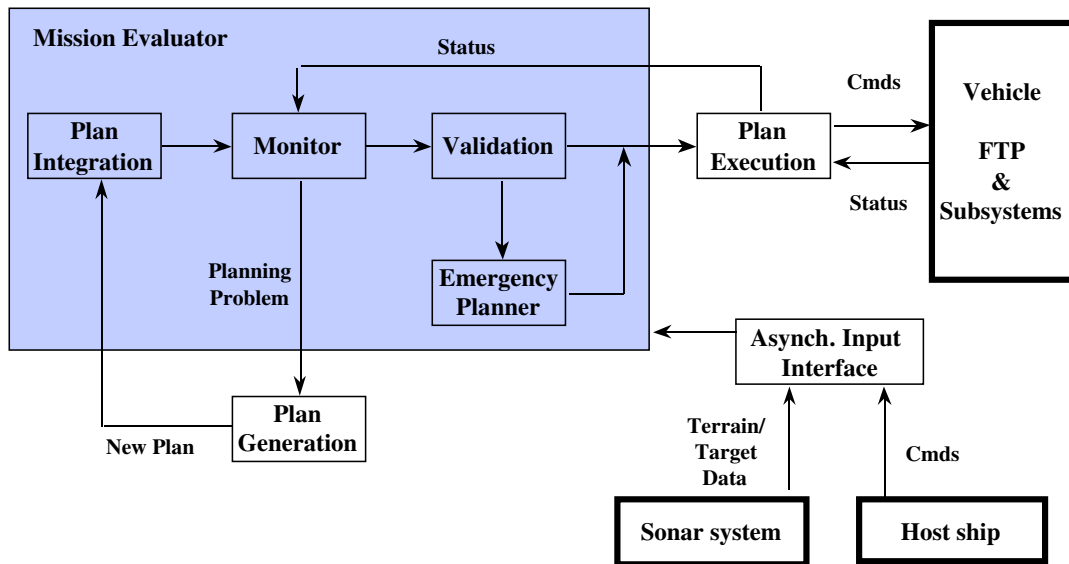 Mission Evaluator
Status
Cmds
Vehicle
FTP
&
Subsystems
Plan
Integration
Monitor
Validation
Plan
Execution
Status
Planning
Problem
Emergency
Planner
Asynch. Input
Interface
Plan
Generation
New Plan
Terrain/
Target
Data
Cmds
Sonar system
Host ship